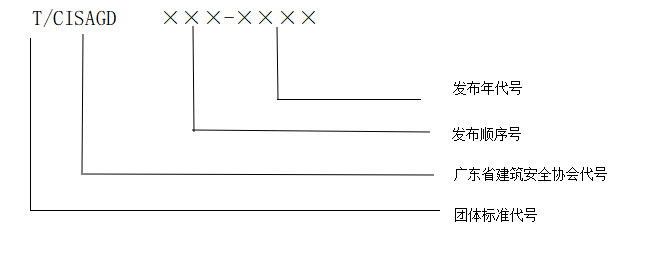 T/CISAGD ×××-××××
发布年代号
发布顺序号
广东省建筑安全协会代号
团体标准代号